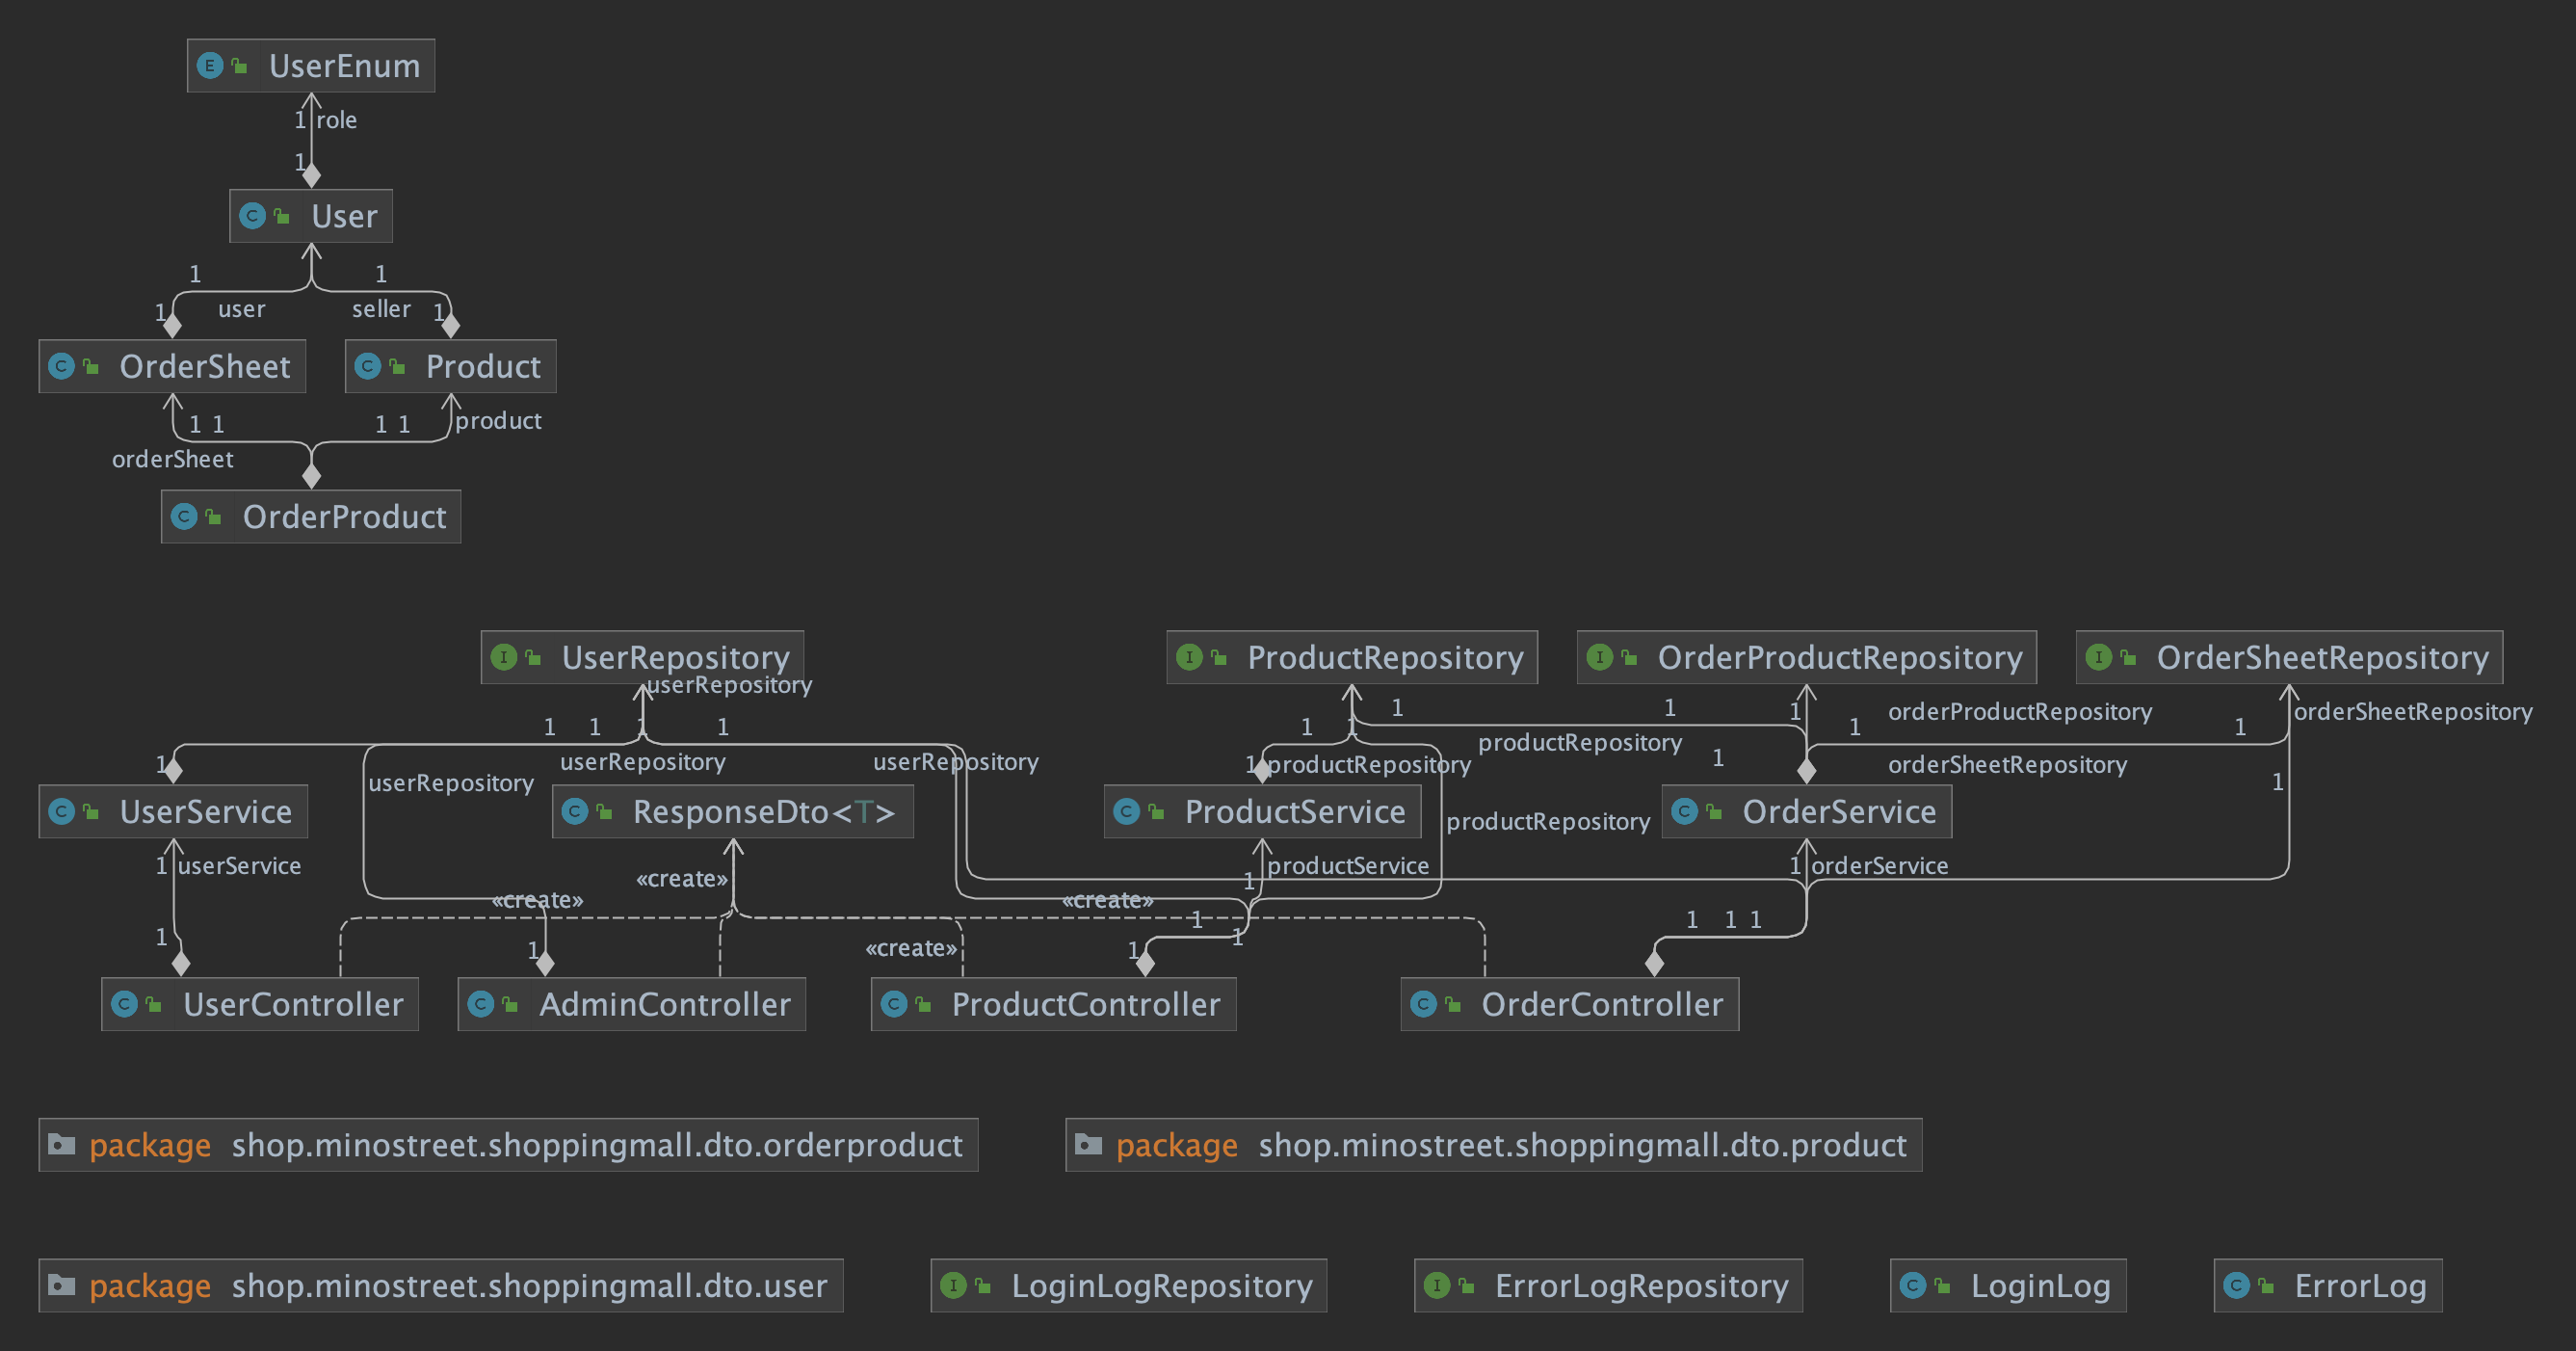 E UserEnum
1 role
1
C User
1 1
user seller
1 1
C OrderSheet
C Product
1 1 1 1 product
orderSheet
C OrderProduct
I UserRepository
I ProductRepository
I OrderProductRepository
I OrderSheetRepository
userRepository
1 1 1 1
1 1 1 1
1 orderProductRepository
1 1
orderSheetRepository
productRepository
1 userRepository userRepository
1 productRepository
1 orderSheetRepository
userRepository
1
C UserService
C ResponseDto<T>
C ProductService
productRepository
C OrderService
1 userService
«create»
1 productService
1 orderService
«create»
«create»
1
1
«create»
1
1 1 1
1 1 1
C UserController
C AdminController
C ProductController
C OrderController
package shop.minostreet.shoppingmall.dto.orderproduct
package shop.minostreet.shoppingmall.dto.product
package shop.minostreet.shoppingmall.dto.user
I LoginLogRepository
I ErrorLogRepository
C LoginLog
C ErrorLog